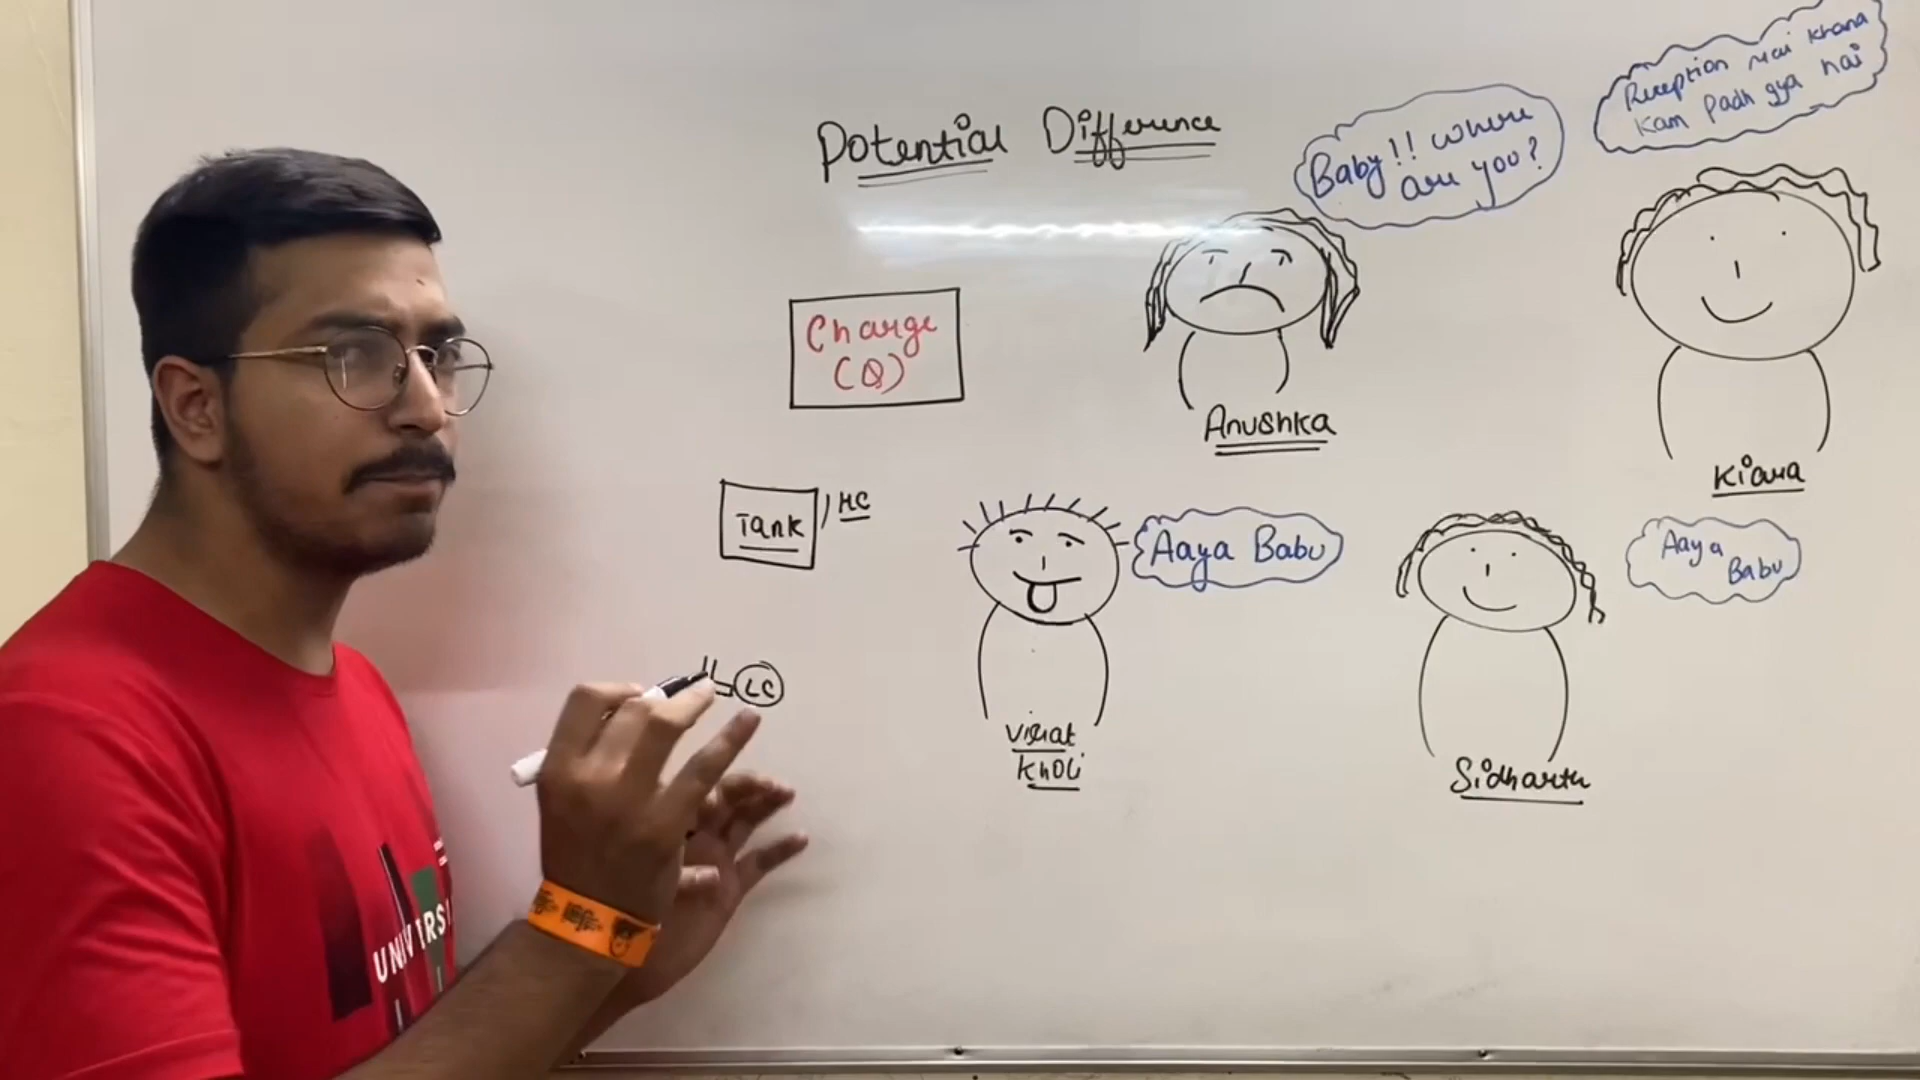 Potential Difference
Baby!! where
are you?
Reception mai khana
kam padh gya hai
Charge
(Q)
Anushka
Kiara
Tank
HC
Aaya Babu
Aaya
Babu
LC
Virat
Kholi
Sidharth